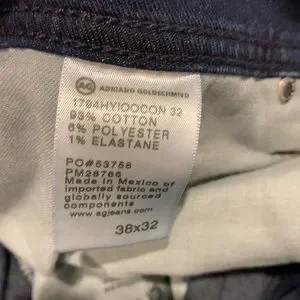 AG ADRIANO GOLDSCHMIED
1794HYI00CON 32
93% COTTON
6% POLYESTER
1% ELASTANE
PO#53758
PM28766
Made in Mexico of
imported fabric and
globally sourced
components
www.agjeans.com
38x32